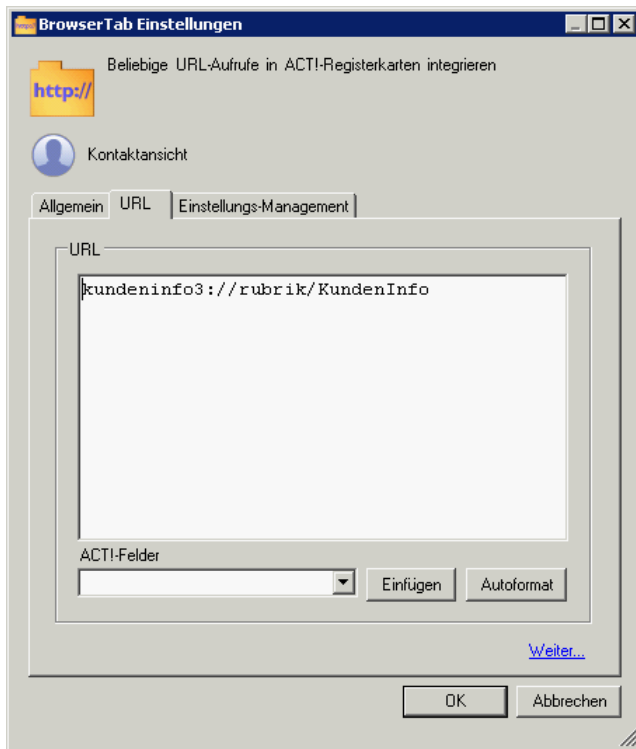 BrowserTab Einstellungen
http://
Beliebige URL-Aufrufe in ACT!-Registerkarten integrieren
http://
Kontaktansicht
Allgemein URL Einstellungs-Management
URL
kundeninfo3://rubrik/KundenInfo
ACT!-Felder
Einfügen Autoformat
Weiter...
OK Abbrechen